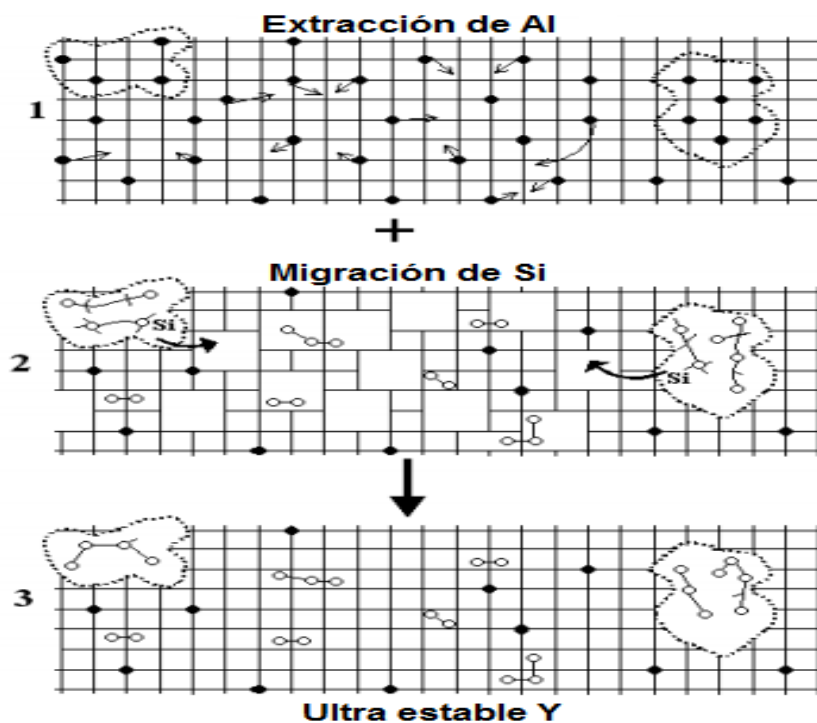 Extracción de Al
1
+
Migración de Si
Si
2
Si
3
Ultra estable Y